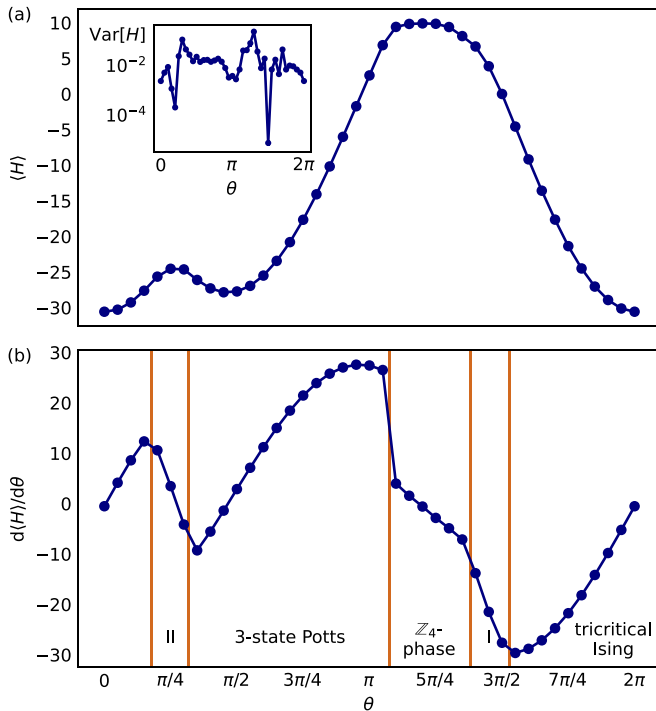 (a)
10
5
0
−5
−10
−15
−20
−25
−30
⟨H⟩
Var[H]
10⁻²
10⁻⁴
0
π
2π
θ
(b)
30
20
10
0
−10
−20
−30
d⟨H⟩/dθ
II
3-state Potts
ℤ₄-
phase
I
tricritical
Ising
0
π/4
π/2
3π/4
π
5π/4
3π/2
7π/4
2π
θ